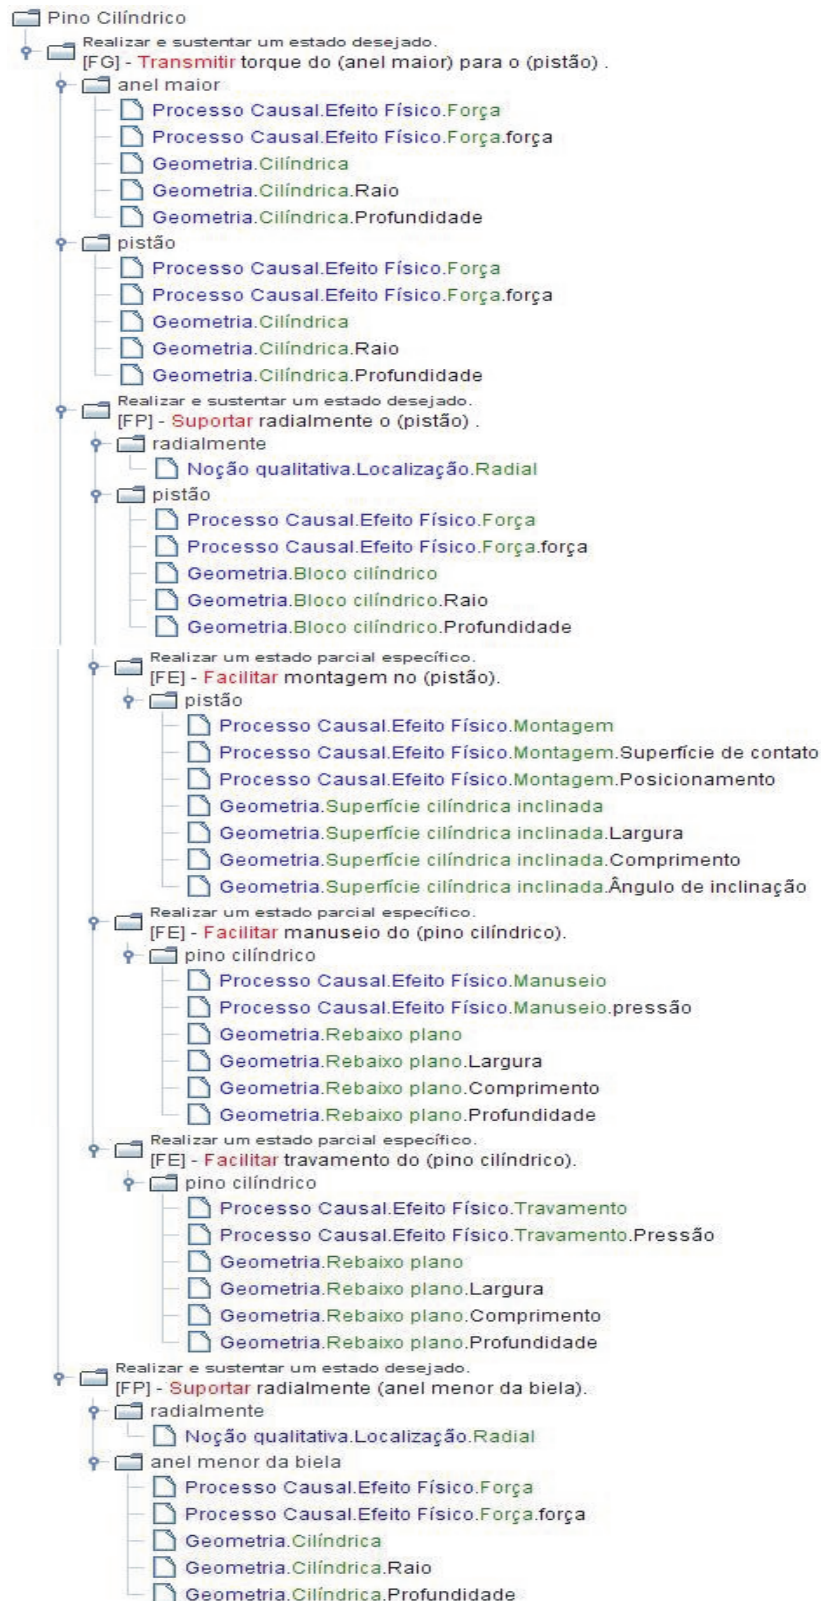 Pino Cilíndrico
Realizar e sustentar um estado desejado.
[FG] - Transmitir torque do (anel maior) para o (pistão) .
anel maior
Processo Causal.Efeito Físico.Força
Processo Causal.Efeito Físico.Força.força
Geometria.Cilíndrica
Geometria.Cilíndrica.Raio
Geometria.Cilíndrica.Profundidade
pistão
Processo Causal.Efeito Físico.Força
Processo Causal.Efeito Físico.Força.força
Geometria.Cilíndrica
Geometria.Cilíndrica.Raio
Geometria.Cilíndrica.Profundidade
Realizar e sustentar um estado desejado.
[FP] - Suportar radialmente o (pistão) .
radialmente
Noção qualitativa.Localização.Radial
pistão
Processo Causal.Efeito Físico.Força
Processo Causal.Efeito Físico.Força.força
Geometria.Bloco cilíndrico
Geometria.Bloco cilíndrico.Raio
Geometria.Bloco cilíndrico.Profundidade
Realizar um estado parcial específico.
[FE] - Facilitar montagem no (pistão).
pistão
Processo Causal.Efeito Físico.Montagem
Processo Causal.Efeito Físico.Montagem.Superfície de contato
Processo Causal.Efeito Físico.Montagem.Posicionamento
Geometria.Superfície cilíndrica inclinada
Geometria.Superfície cilíndrica inclinada.Largura
Geometria.Superfície cilíndrica inclinada.Comprimento
Geometria.Superfície cilíndrica inclinada.Ângulo de inclinação
Realizar um estado parcial específico.
[FE] - Facilitar manuseio do (pino cilíndrico).
pino cilíndrico
Processo Causal.Efeito Físico.Manuseio
Processo Causal.Efeito Físico.Manuseio.pressão
Geometria.Rebaixo plano
Geometria.Rebaixo plano.Largura
Geometria.Rebaixo plano.Comprimento
Geometria.Rebaixo plano.Profundidade
Realizar um estado parcial específico.
[FE] - Facilitar travamento do (pino cilíndrico).
pino cilíndrico
Processo Causal.Efeito Físico.Travamento
Processo Causal.Efeito Físico.Travamento.Pressão
Geometria.Rebaixo plano
Geometria.Rebaixo plano.Largura
Geometria.Rebaixo plano.Comprimento
Geometria.Rebaixo plano.Profundidade
Realizar e sustentar um estado desejado.
[FP] - Suportar radialmente (anel menor da biela).
radialmente
Noção qualitativa.Localização.Radial
anel menor da biela
Processo Causal.Efeito Físico.Força
Processo Causal.Efeito Físico.Força.força
Geometria.Cilíndrica
Geometria.Cilíndrica.Raio
Geometria.Cilíndrica.Profundidade